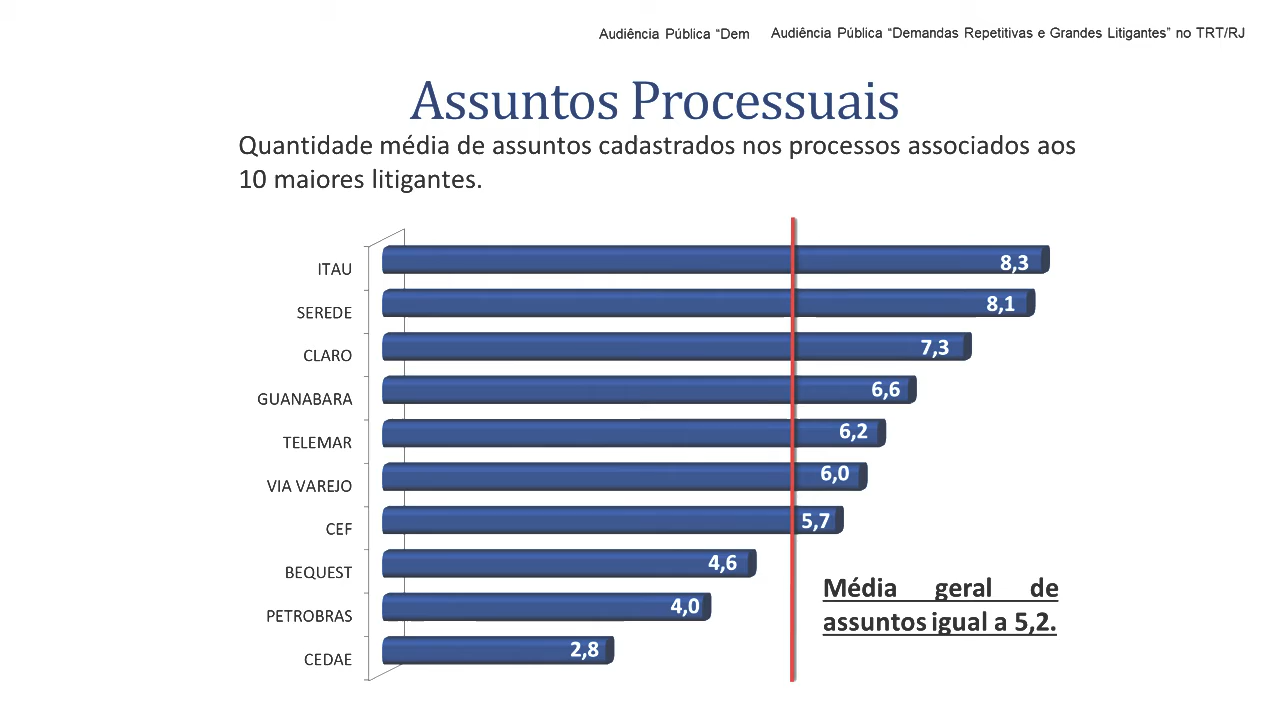 Audiência Pública “Dem
Audiência Pública “Demandas Repetitivas e Grandes Litigantes” no TRT/RJ
Assuntos Processuais
Quantidade média de assuntos cadastrados nos processos associados aos
10 maiores litigantes.
ITAU 8,3
SEREDE 8,1
CLARO 7,3
GUANABARA 6,6
TELEMAR 6,2
VIA VAREJO 6,0
CEF 5,7
BEQUEST 4,6
PETROBRAS 4,0
CEDAE 2,8
Média geral de
assuntos igual a 5,2.